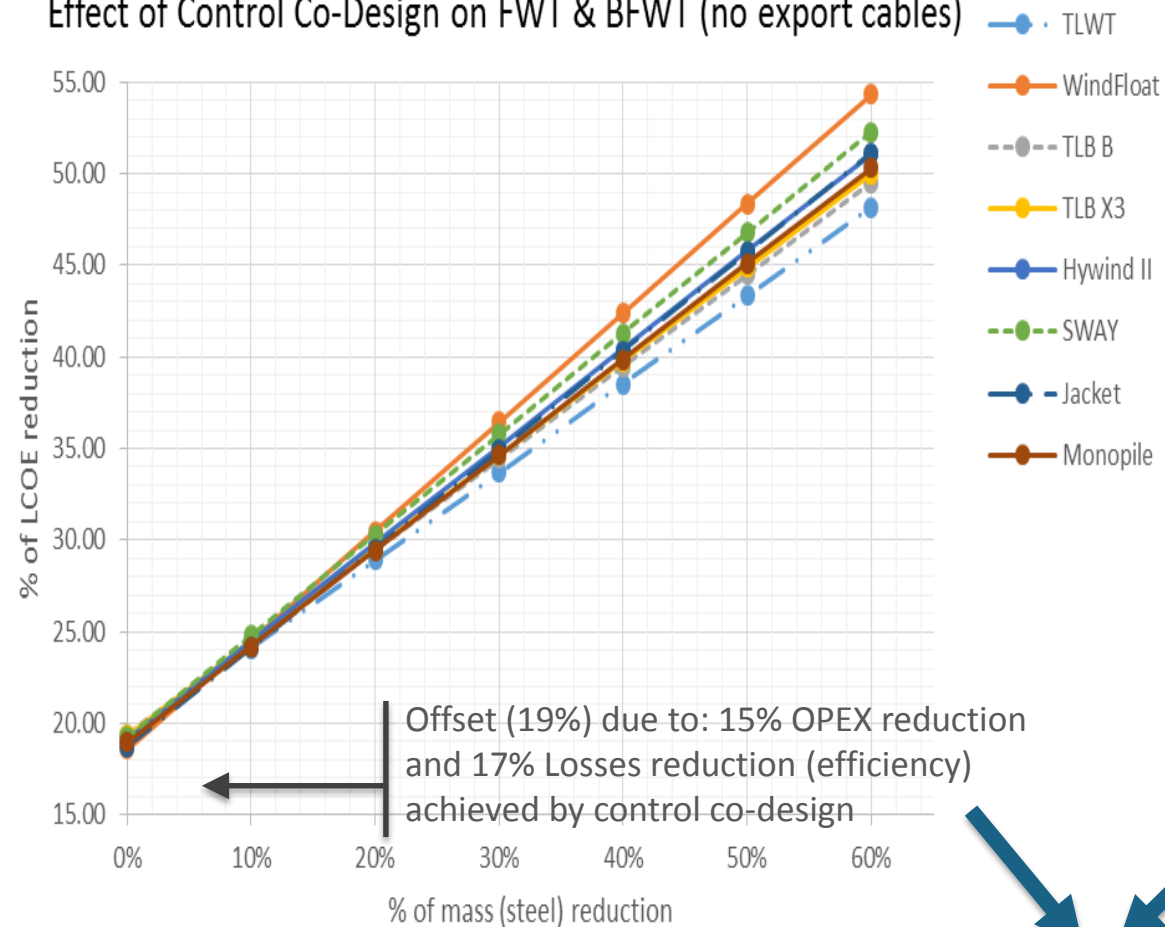 Effect of Control Co-Design on FWT & BFWT (no export cables)
TLWT
WindFloat
TLB B
TLB X3
Hywind II
SWAY
Jacket
Monopile
% of LCOE reduction
55.00
50.00
45.00
40.00
35.00
30.00
25.00
20.00
15.00
Offset (19%) due to: 15% OPEX reduction
and 17% Losses reduction (efficiency)
achieved by control co-design
0% 10% 20% 30% 40% 50% 60%
% of mass (steel) reduction